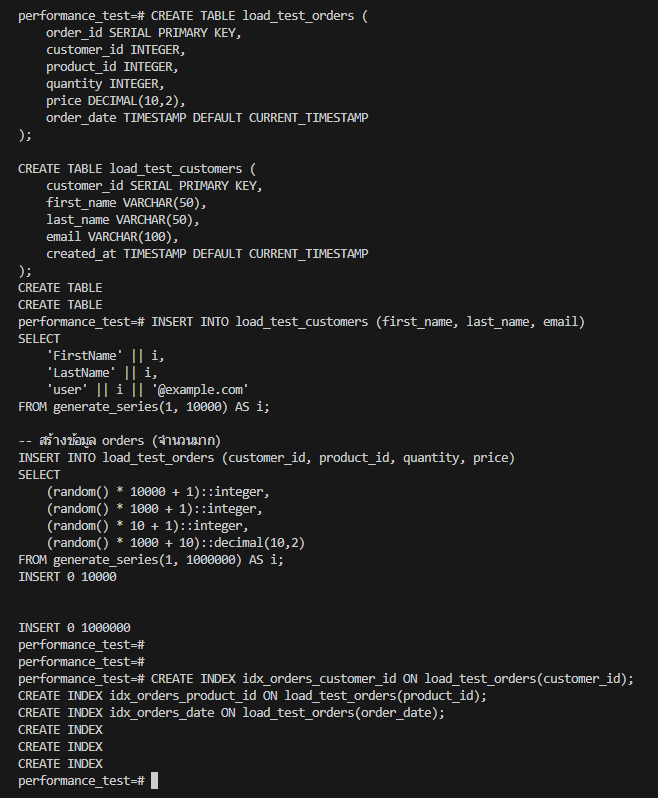 performance_test=# CREATE TABLE load_test_orders (
    order_id SERIAL PRIMARY KEY,
    customer_id INTEGER,
    product_id INTEGER,
    quantity INTEGER,
    price DECIMAL(10,2),
    order_date TIMESTAMP DEFAULT CURRENT_TIMESTAMP
);

CREATE TABLE load_test_customers (
    customer_id SERIAL PRIMARY KEY,
    first_name VARCHAR(50),
    last_name VARCHAR(50),
    email VARCHAR(100),
    created_at TIMESTAMP DEFAULT CURRENT_TIMESTAMP
);
CREATE TABLE
CREATE TABLE
performance_test=# INSERT INTO load_test_customers (first_name, last_name, email)
SELECT
    'FirstName' || i,
    'LastName' || i,
    'user' || i || '@example.com'
FROM generate_series(1, 10000) AS i;

-- สร้างข้อมูล orders (จำนวนมาก)
INSERT INTO load_test_orders (customer_id, product_id, quantity, price)
SELECT
    (random() * 10000 + 1)::integer,
    (random() * 1000 + 1)::integer,
    (random() * 10 + 1)::integer,
    (random() * 1000 + 10)::decimal(10,2)
FROM generate_series(1, 1000000) AS i;
INSERT 0 10000


INSERT 0 1000000
performance_test=#
performance_test=#
performance_test=# CREATE INDEX idx_orders_customer_id ON load_test_orders(customer_id);
CREATE INDEX idx_orders_product_id ON load_test_orders(product_id);
CREATE INDEX idx_orders_date ON load_test_orders(order_date);
CREATE INDEX
CREATE INDEX
CREATE INDEX
performance_test=#